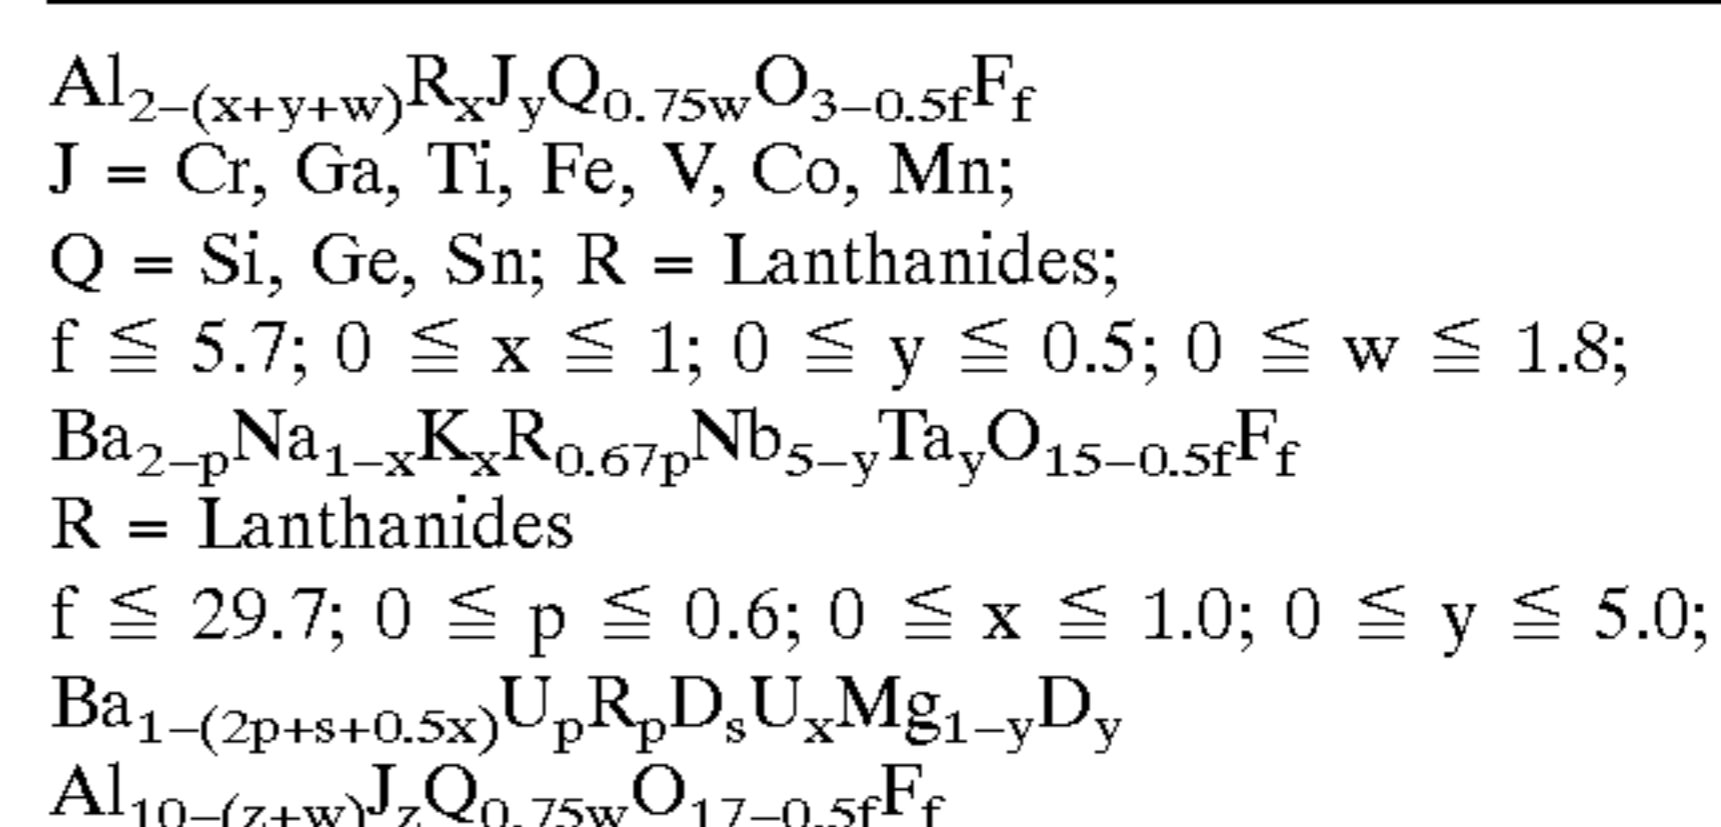 Al₂₋₍ₓ₊y₊w₎RₓJyQ₀.₇₅wO₃₋₀.₅fFf
J = Cr, Ga, Ti, Fe, V, Co, Mn;
Q = Si, Ge, Sn; R = Lanthanides;
f ≦ 5.7; 0 ≦ x ≦ 1; 0 ≦ y ≦ 0.5; 0 ≦ w ≦ 1.8;
Ba₂₋pNa₁₋ₓKₓR₀.₆₇pNb₅₋yTayO₁₅₋₀.₅fFf
R = Lanthanides
f ≦ 29.7; 0 ≦ p ≦ 0.6; 0 ≦ x ≦ 1.0; 0 ≦ y ≦ 5.0;
Ba₁₋₍₂p₊s₊₀.₅ₓ₎UpRpDsUₓMg₁₋yDy
Al₁₀₋₍z₊w₎JzQ₀.₇₅wO₁₇₋₀.₅fFf